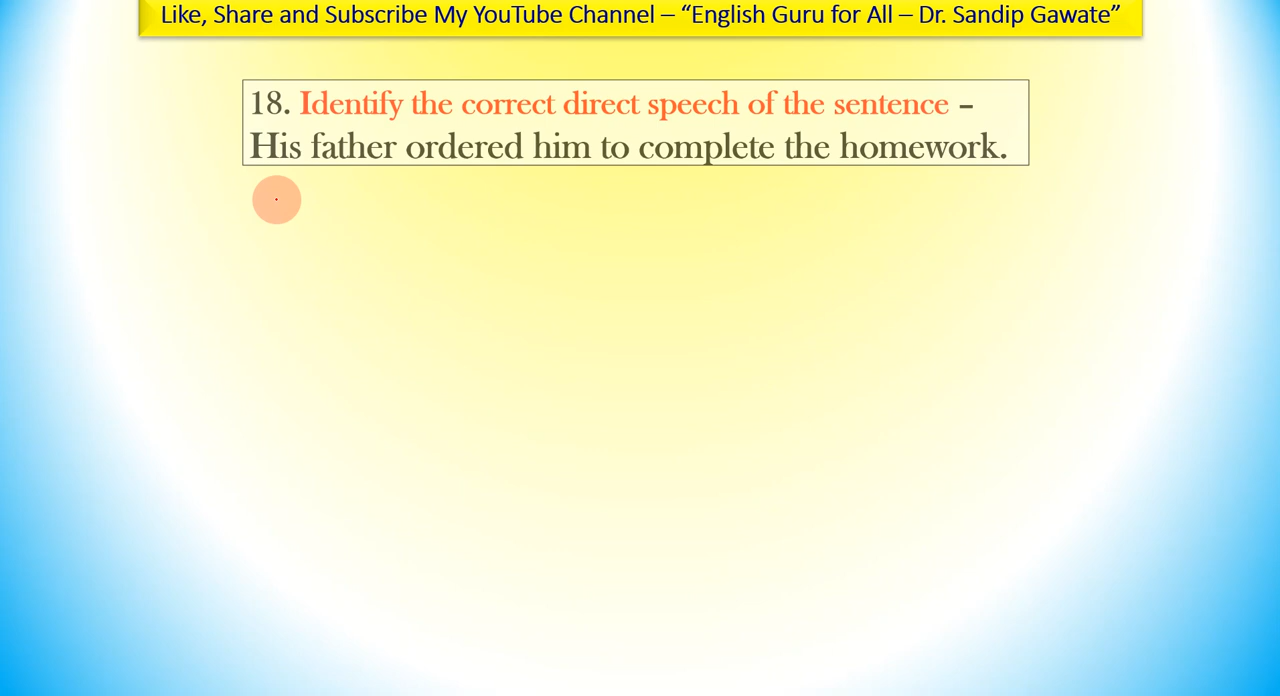 Like, Share and Subscribe My YouTube Channel – “English Guru for All – Dr. Sandip Gawate”
18. Identify the correct direct speech of the sentence –
His father ordered him to complete the homework.